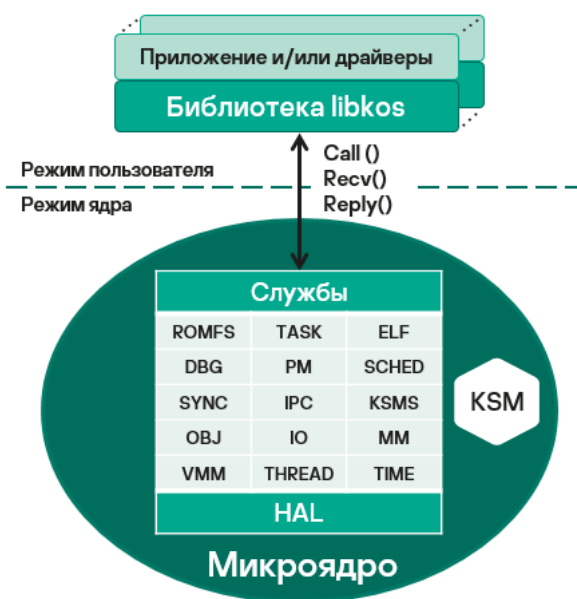 Приложение и/или драйверы
Библиотека libkos
Call ()
Режим пользователя
Recv()
Режим ядра
Reply()
Службы
ROMFS TASK ELF
DBG PM SCHED
SYNC IPC KSMS
OBJ IO MM
VMM THREAD TIME
KSM
HAL
Микроядро